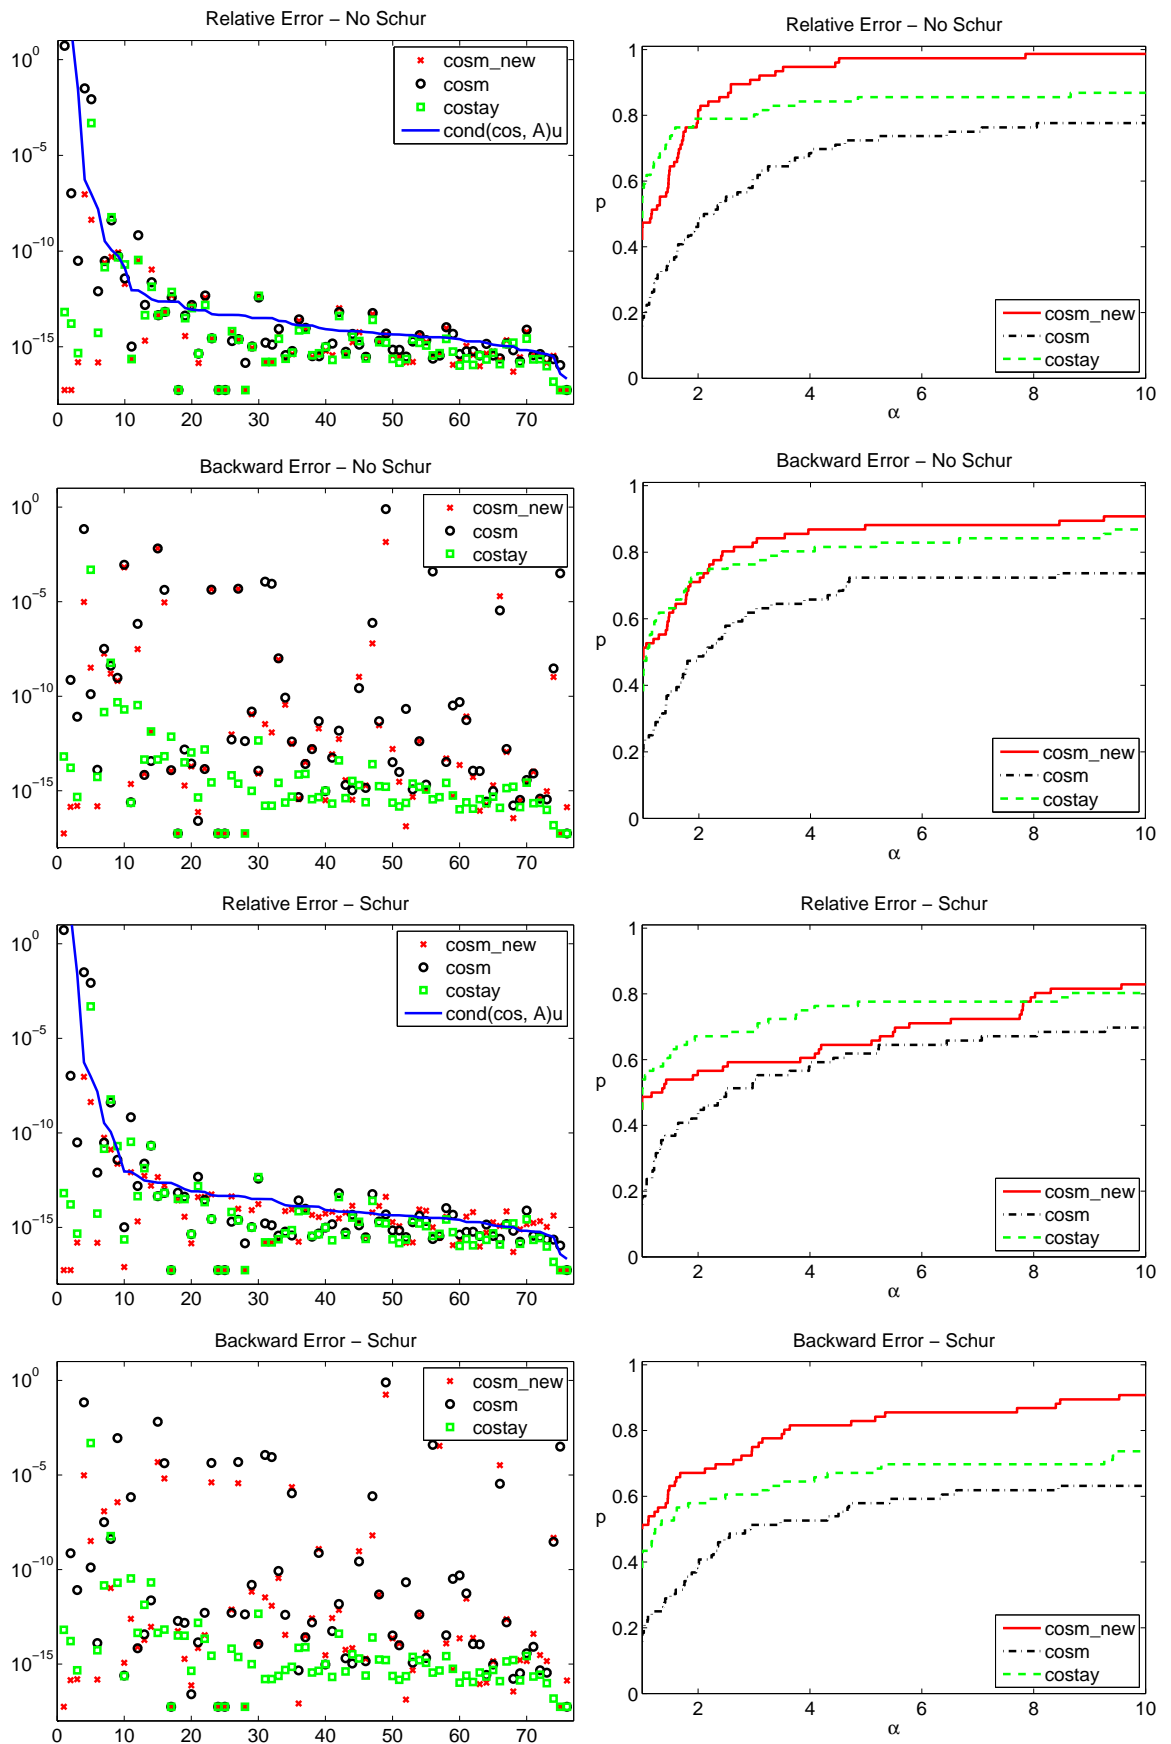 Relative Error – No Schur
10^0
10^-5
10^-10
10^-15
0 10 20 30 40 50 60 70
cosm_new
cosm
costay
cond(cos, A)u
Relative Error – No Schur
1
0.8
0.6
0.4
0.2
0
p
2 4 6 8 10
α
cosm_new
cosm
costay
Backward Error – No Schur
10^0
10^-5
10^-10
10^-15
0 10 20 30 40 50 60 70
cosm_new
cosm
costay
Backward Error – No Schur
1
0.8
0.6
0.4
0.2
0
p
2 4 6 8 10
α
cosm_new
cosm
costay
Relative Error – Schur
10^0
10^-5
10^-10
10^-15
0 10 20 30 40 50 60 70
cosm_new
cosm
costay
cond(cos, A)u
Relative Error – Schur
1
0.8
0.6
0.4
0.2
0
p
2 4 6 8 10
α
cosm_new
cosm
costay
Backward Error – Schur
10^0
10^-5
10^-10
10^-15
0 10 20 30 40 50 60 70
cosm_new
cosm
costay
Backward Error – Schur
1
0.8
0.6
0.4
0.2
0
p
2 4 6 8 10
α
cosm_new
cosm
costay